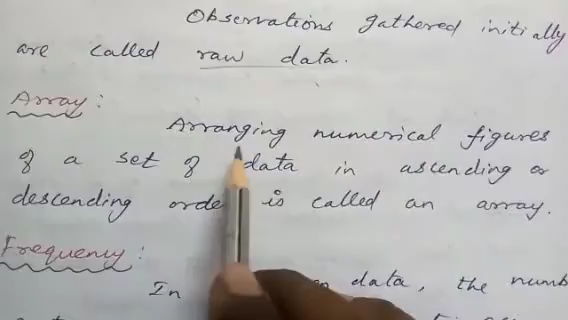 Observations gathered initially
are called raw data.
Array :
Arranging numerical figures
of a set of data in ascending or
descending orde is called an array.
Frequency :
In data, the numb